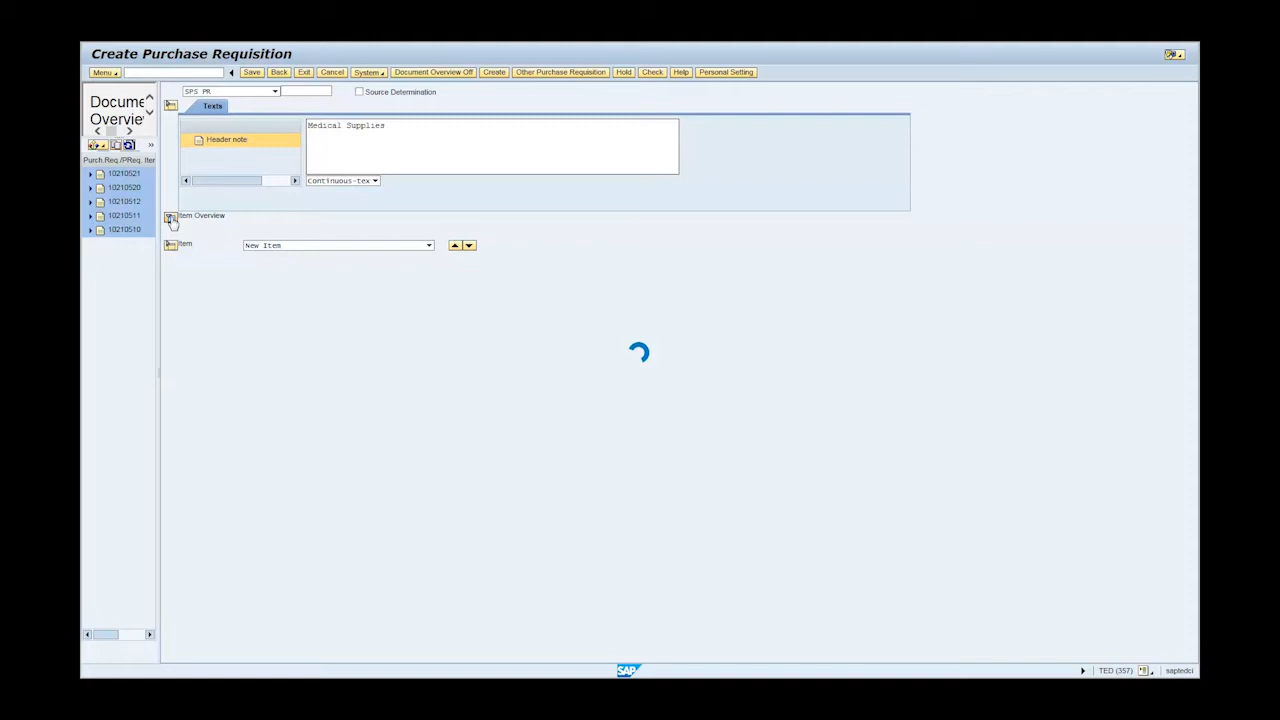 Create Purchase Requisition
Menu Save Back Exit Cancel System Document Overview Off Create Other Purchase Requisition Hold Check Help Personal Setting
Docume
Overvie
SPS PR Source Determination
Texts
Header note
Medical Supplies
Continuous-tex
Purch.Req./PReq. Iter
10210521
10210520
10210512
10210511
10210510
Item Overview
Item New Item
SAP TED (357) saptedci